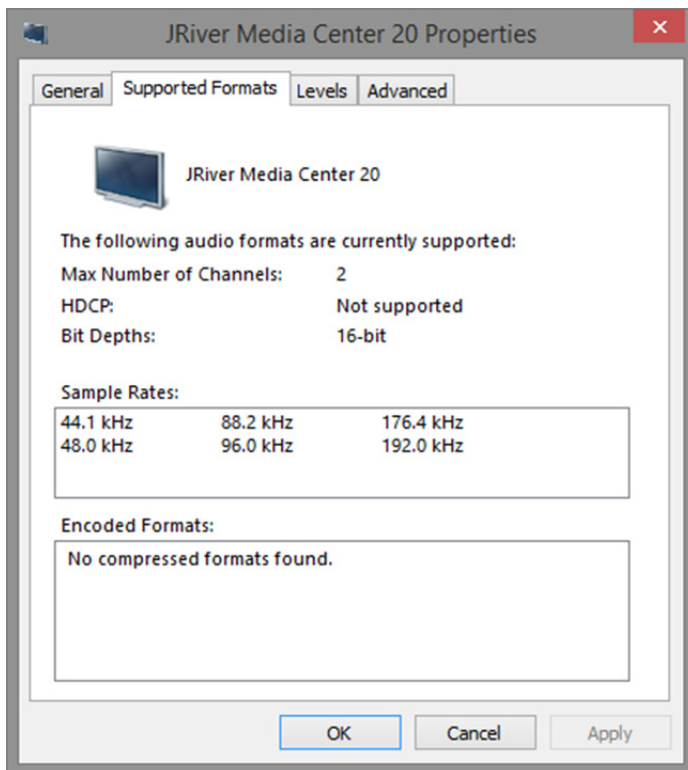 JRiver Media Center 20 Properties
General Supported Formats Levels Advanced
JRiver Media Center 20
The following audio formats are currently supported:
Max Number of Channels: 2
HDCP: Not supported
Bit Depths: 16-bit
Sample Rates:
44.1 kHz 88.2 kHz 176.4 kHz
48.0 kHz 96.0 kHz 192.0 kHz
Encoded Formats:
No compressed formats found.
OK Cancel Apply